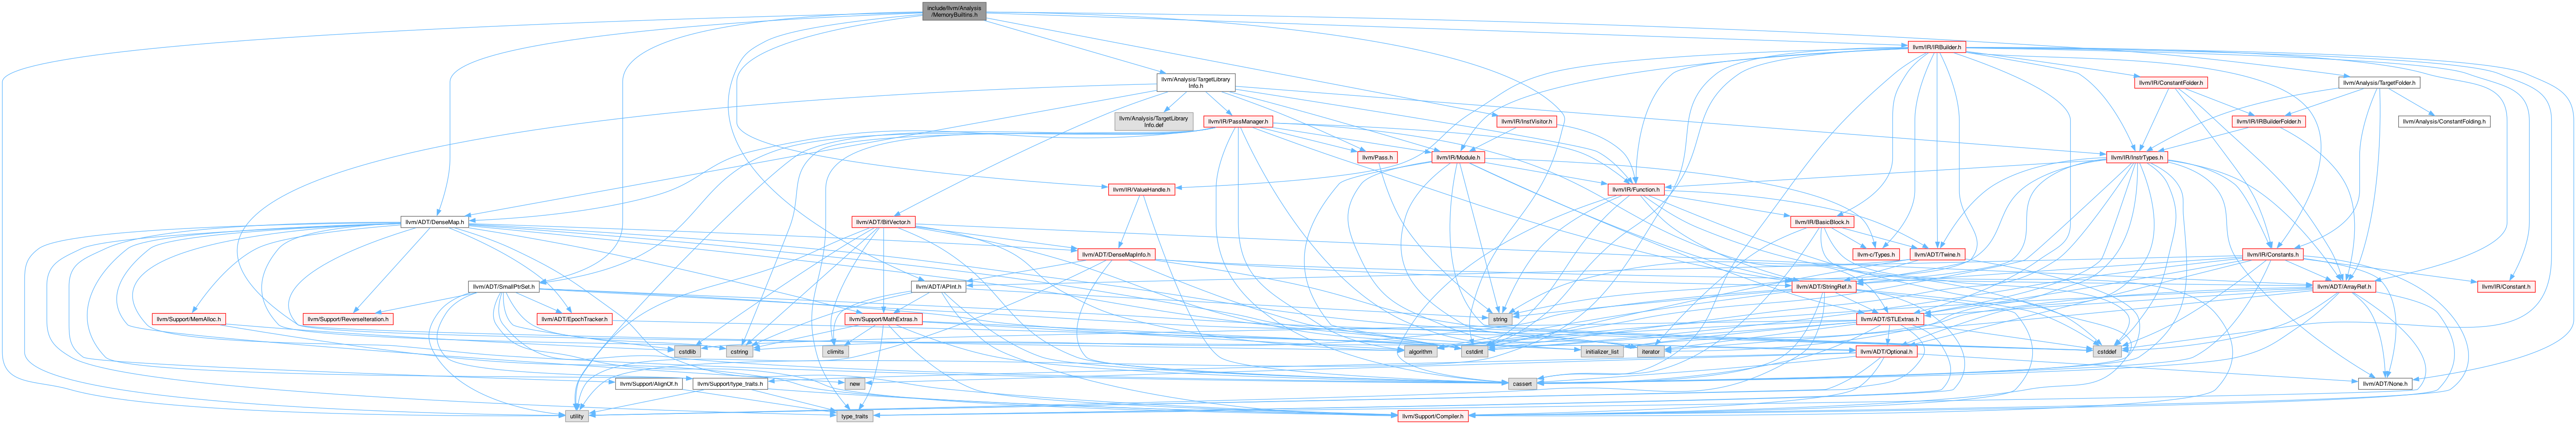 include/llvm/Analysis
/MemoryBuiltins.h
llvm/IR/IRBuilder.h
llvm/Analysis/TargetLibrary
Info.h
llvm/IR/ConstantFolder.h
llvm/Analysis/TargetFolder.h
llvm/Analysis/TargetLibrary
Info.def
llvm/IR/PassManager.h
llvm/IR/InstVisitor.h
llvm/IR/IRBuilderFolder.h
llvm/Analysis/ConstantFolding.h
llvm/Pass.h
llvm/IR/Module.h
llvm/IR/InstrTypes.h
llvm/IR/ValueHandle.h
llvm/IR/Function.h
llvm/ADT/DenseMap.h
llvm/ADT/BitVector.h
llvm/IR/BasicBlock.h
llvm/ADT/DenseMapInfo.h
llvm-c/Types.h
llvm/ADT/Twine.h
llvm/IR/Constants.h
llvm/ADT/SmallPtrSet.h
llvm/ADT/APInt.h
llvm/ADT/StringRef.h
llvm/ADT/ArrayRef.h
llvm/IR/Constant.h
llvm/Support/MemAlloc.h
llvm/Support/ReverseIteration.h
llvm/ADT/EpochTracker.h
llvm/Support/MathExtras.h
string
llvm/ADT/STLExtras.h
cstdlib
cstring
climits
algorithm
cstdint
initializer_list
iterator
llvm/ADT/Optional.h
cstddef
llvm/Support/AlignOf.h
llvm/Support/type_traits.h
new
cassert
llvm/ADT/None.h
utility
type_traits
llvm/Support/Compiler.h